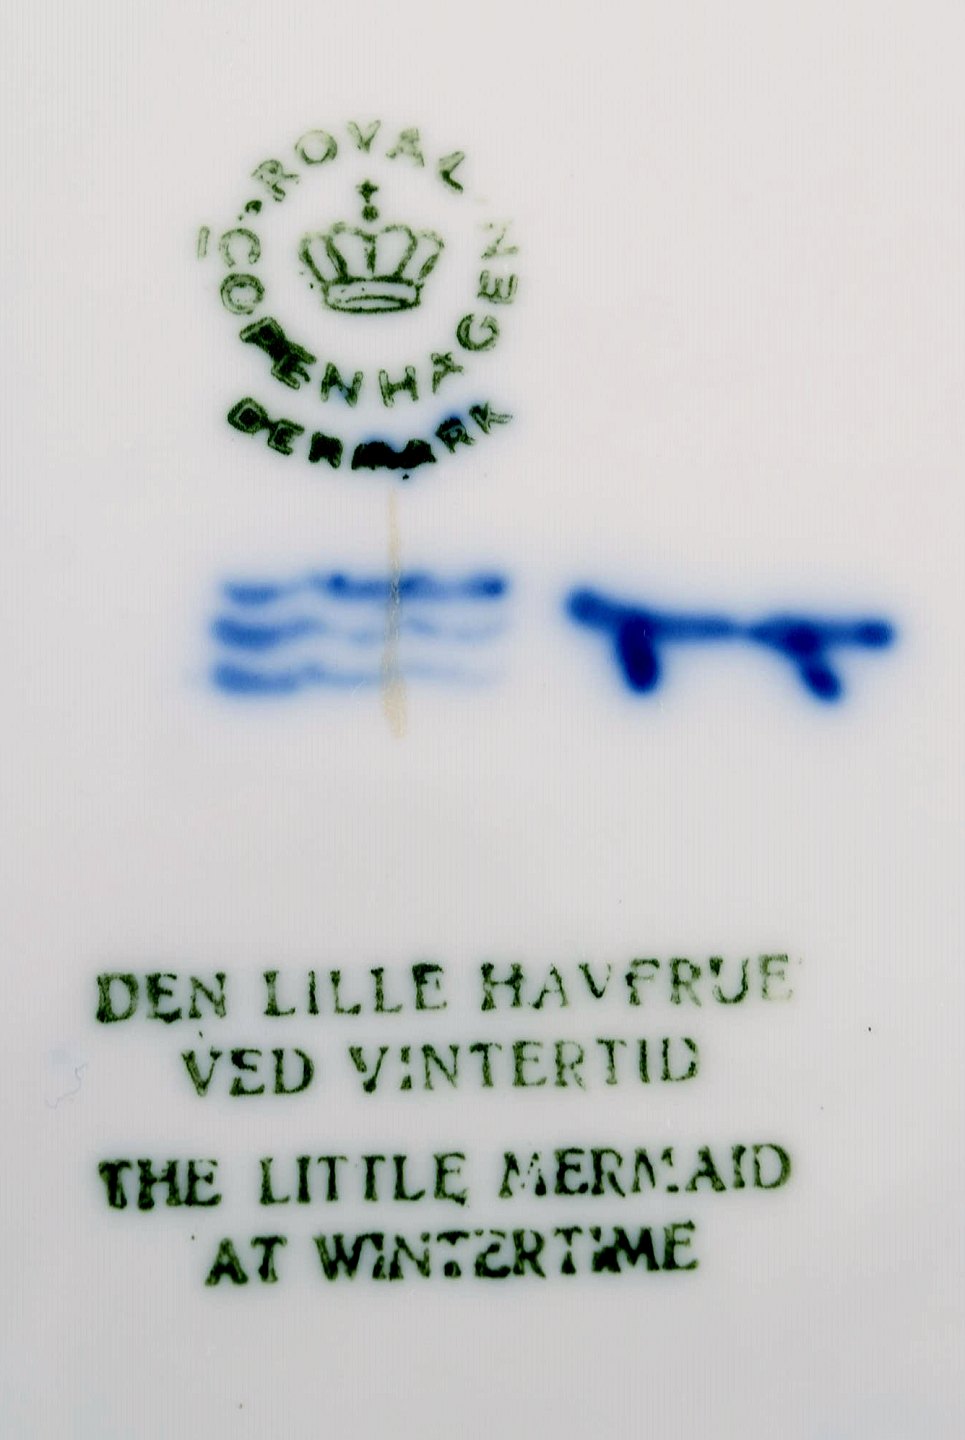 ROYAL
COPENHAGEN
DENMARK
DEN LILLE HAVFRUE
VED VINTERTID
THE LITTLE MERMAID
AT WINTERTIME